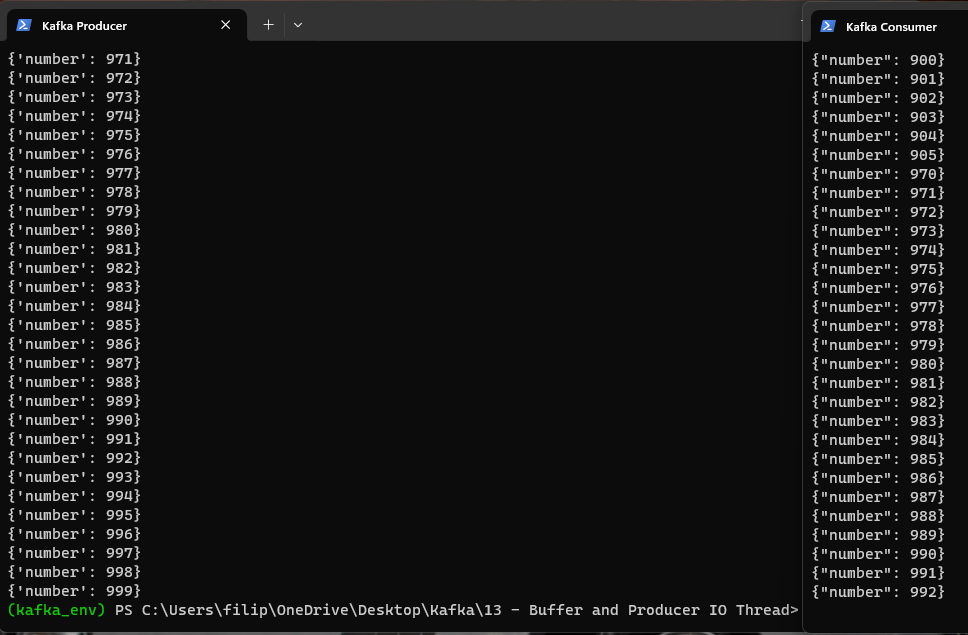 Kafka Producer
{'number': 971}
{'number': 972}
{'number': 973}
{'number': 974}
{'number': 975}
{'number': 976}
{'number': 977}
{'number': 978}
{'number': 979}
{'number': 980}
{'number': 981}
{'number': 982}
{'number': 983}
{'number': 984}
{'number': 985}
{'number': 986}
{'number': 987}
{'number': 988}
{'number': 989}
{'number': 990}
{'number': 991}
{'number': 992}
{'number': 993}
{'number': 994}
{'number': 995}
{'number': 996}
{'number': 997}
{'number': 998}
{'number': 999}
(kafka_env) PS C:\Users\filip\OneDrive\Desktop\Kafka\13 - Buffer and Producer IO Thread>
Kafka Consumer
{"number": 900}
{"number": 901}
{"number": 902}
{"number": 903}
{"number": 904}
{"number": 905}
{"number": 970}
{"number": 971}
{"number": 972}
{"number": 973}
{"number": 974}
{"number": 975}
{"number": 976}
{"number": 977}
{"number": 978}
{"number": 979}
{"number": 980}
{"number": 981}
{"number": 982}
{"number": 983}
{"number": 984}
{"number": 985}
{"number": 986}
{"number": 987}
{"number": 988}
{"number": 989}
{"number": 990}
{"number": 991}
{"number": 992}